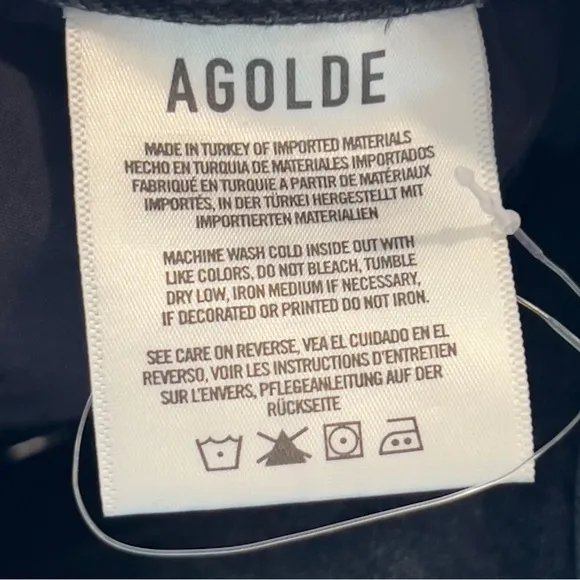 AGOLDE
MADE IN TURKEY OF IMPORTED MATERIALS
HECHO EN TURQUIA DE MATERIALES IMPORTADOS
FABRIQUÉ EN TURQUIE A PARTIR DE MATÉRIAUX
IMPORTÉS, IN DER TÜRKEI HERGESTELLT MIT
IMPORTIERTEN MATERIALIEN
MACHINE WASH COLD INSIDE OUT WITH
LIKE COLORS, DO NOT BLEACH, TUMBLE
DRY LOW, IRON MEDIUM IF NECESSARY,
IF DECORATED OR PRINTED DO NOT IRON.
SEE CARE ON REVERSE, VEA EL CUIDADO EN EL
REVERSO, VOIR LES INSTRUCTIONS D'ENTRETIEN
SUR L'ENVERS, PFLEGEANLEITUNG AUF DER
RÜCKSEITE